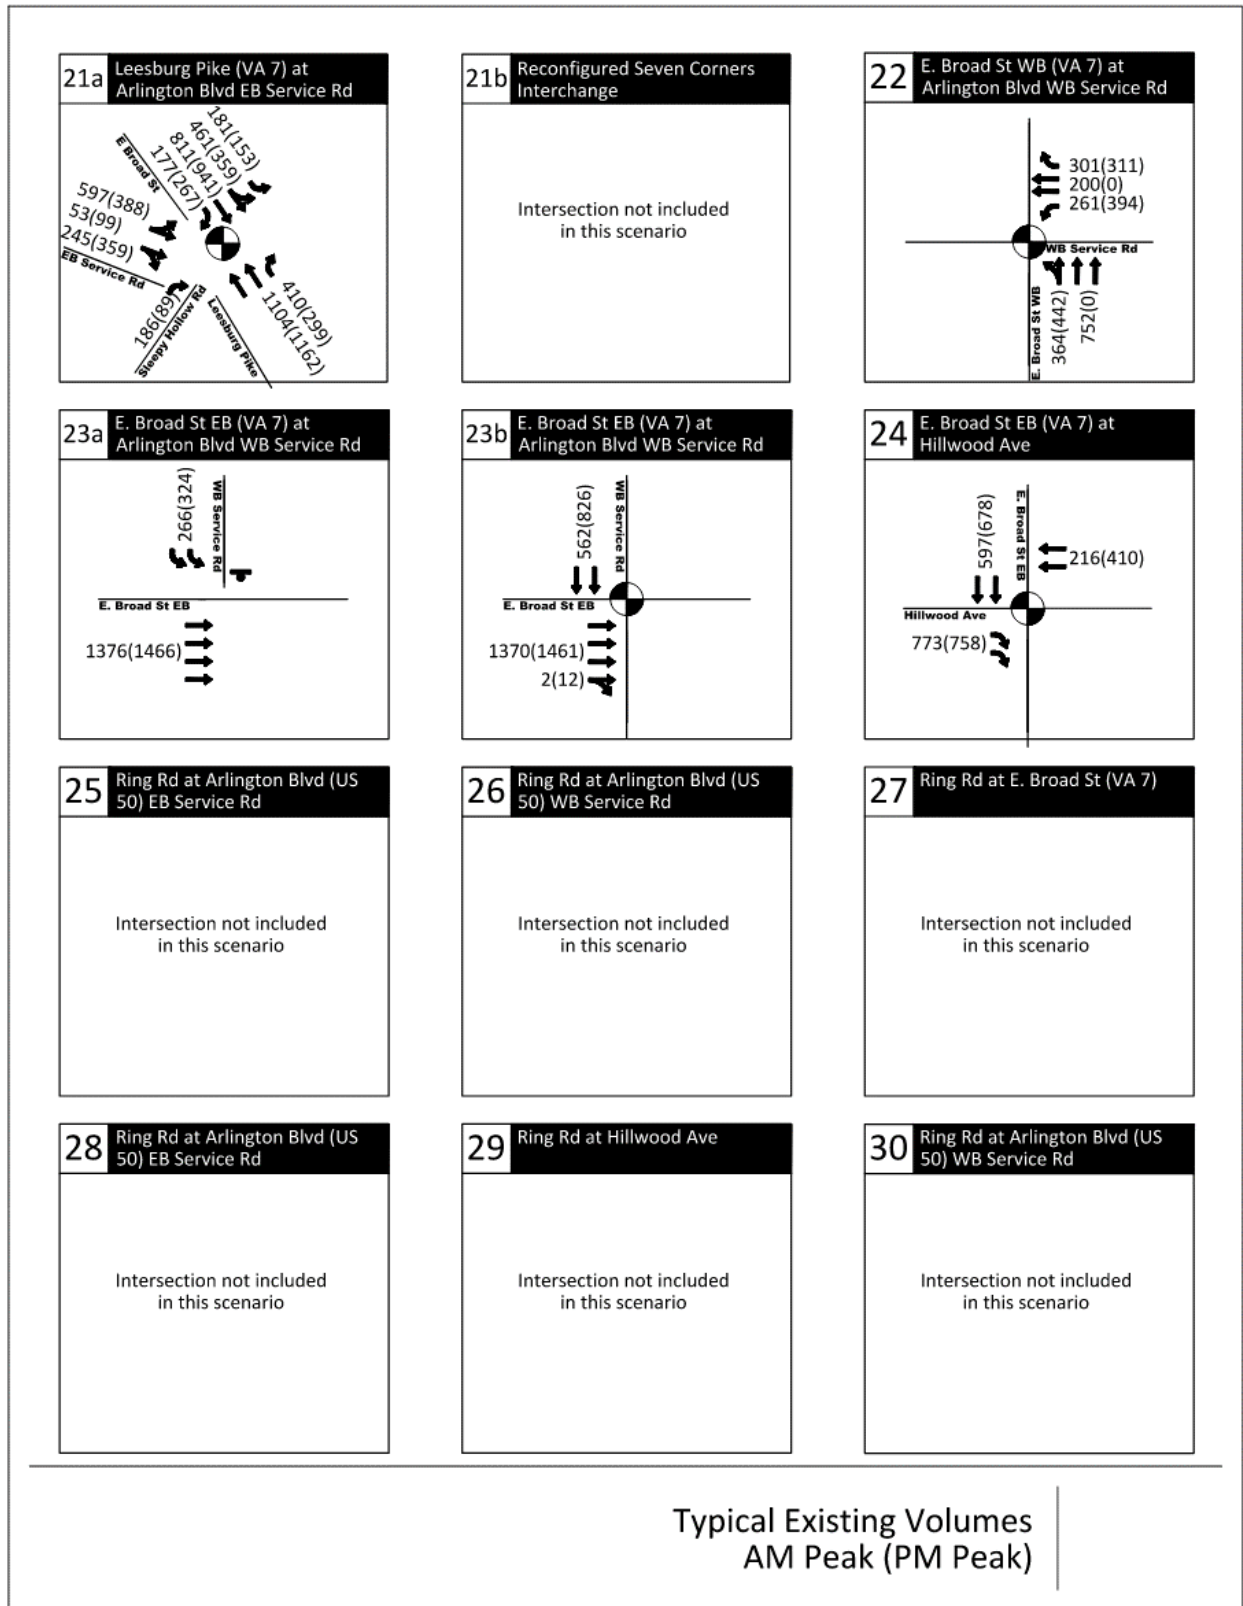 21a
Leesburg Pike (VA 7) at
Arlington Blvd EB Service Rd
181(153)
461(359)
811(941)
177(267)
E Broad St
597(388)
53(99)
245(359)
EB Service Rd
186(89)
Sleepy Hollow Rd
Leesburg Pike
410(299)
1104(1162)
21b
Reconfigured Seven Corners
Interchange
Intersection not included
in this scenario
22
E. Broad St WB (VA 7) at
Arlington Blvd WB Service Rd
301(311)
200(0)
261(394)
WB Service Rd
E. Broad St WB
364(442)
752(0)
23a
E. Broad St EB (VA 7) at
Arlington Blvd WB Service Rd
266(324)
WB Service Rd
E. Broad St EB
1376(1466)
23b
E. Broad St EB (VA 7) at
Arlington Blvd WB Service Rd
562(826)
WB Service Rd
E. Broad St EB
1370(1461)
2(12)
24
E. Broad St EB (VA 7) at
Hillwood Ave
597(678)
E. Broad St EB
216(410)
Hillwood Ave
773(758)
25
Ring Rd at Arlington Blvd (US
50) EB Service Rd
Intersection not included
in this scenario
26
Ring Rd at Arlington Blvd (US
50) WB Service Rd
Intersection not included
in this scenario
27
Ring Rd at E. Broad St (VA 7)
Intersection not included
in this scenario
28
Ring Rd at Arlington Blvd (US
50) EB Service Rd
Intersection not included
in this scenario
29
Ring Rd at Hillwood Ave
Intersection not included
in this scenario
30
Ring Rd at Arlington Blvd (US
50) WB Service Rd
Intersection not included
in this scenario
Typical Existing Volumes
AM Peak (PM Peak)